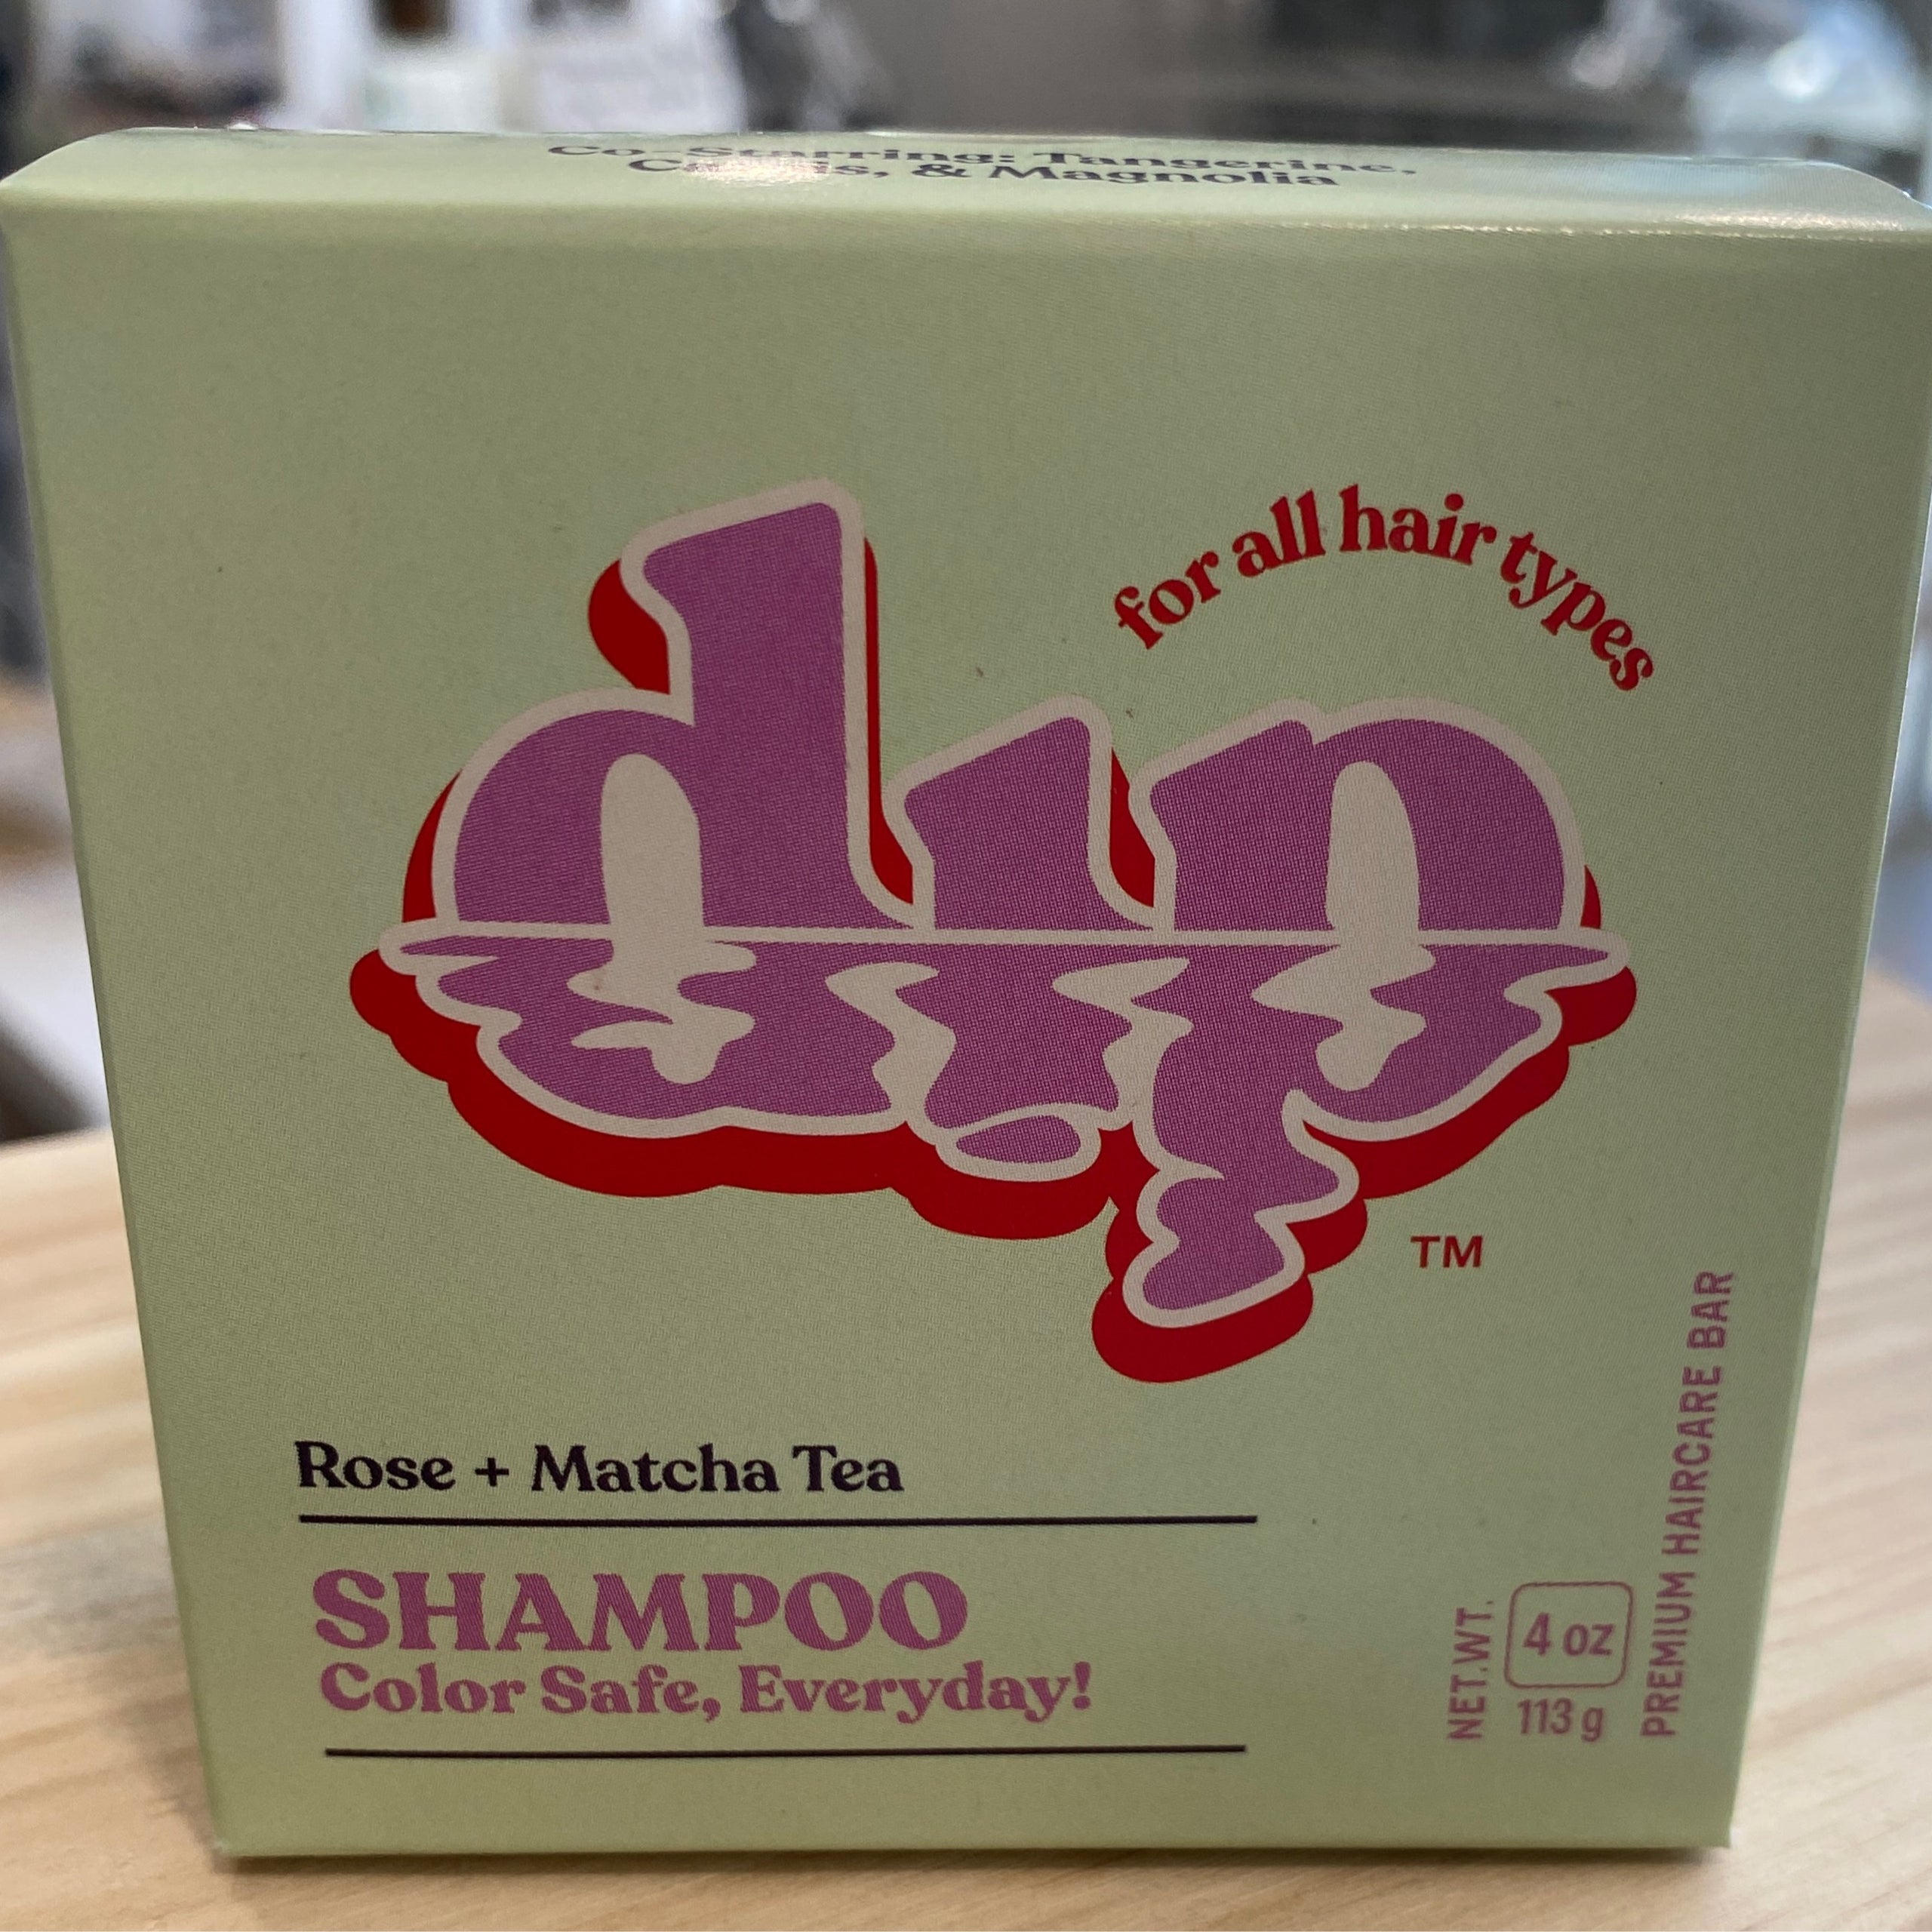 Co-Starring: Tangerine,
& Magnolia
for all hair types
dip
TM
Rose + Matcha Tea
SHAMPOO
Color Safe, Everyday!
NET.WT.
4 oz
113 g
PREMIUM HAIRCARE BAR